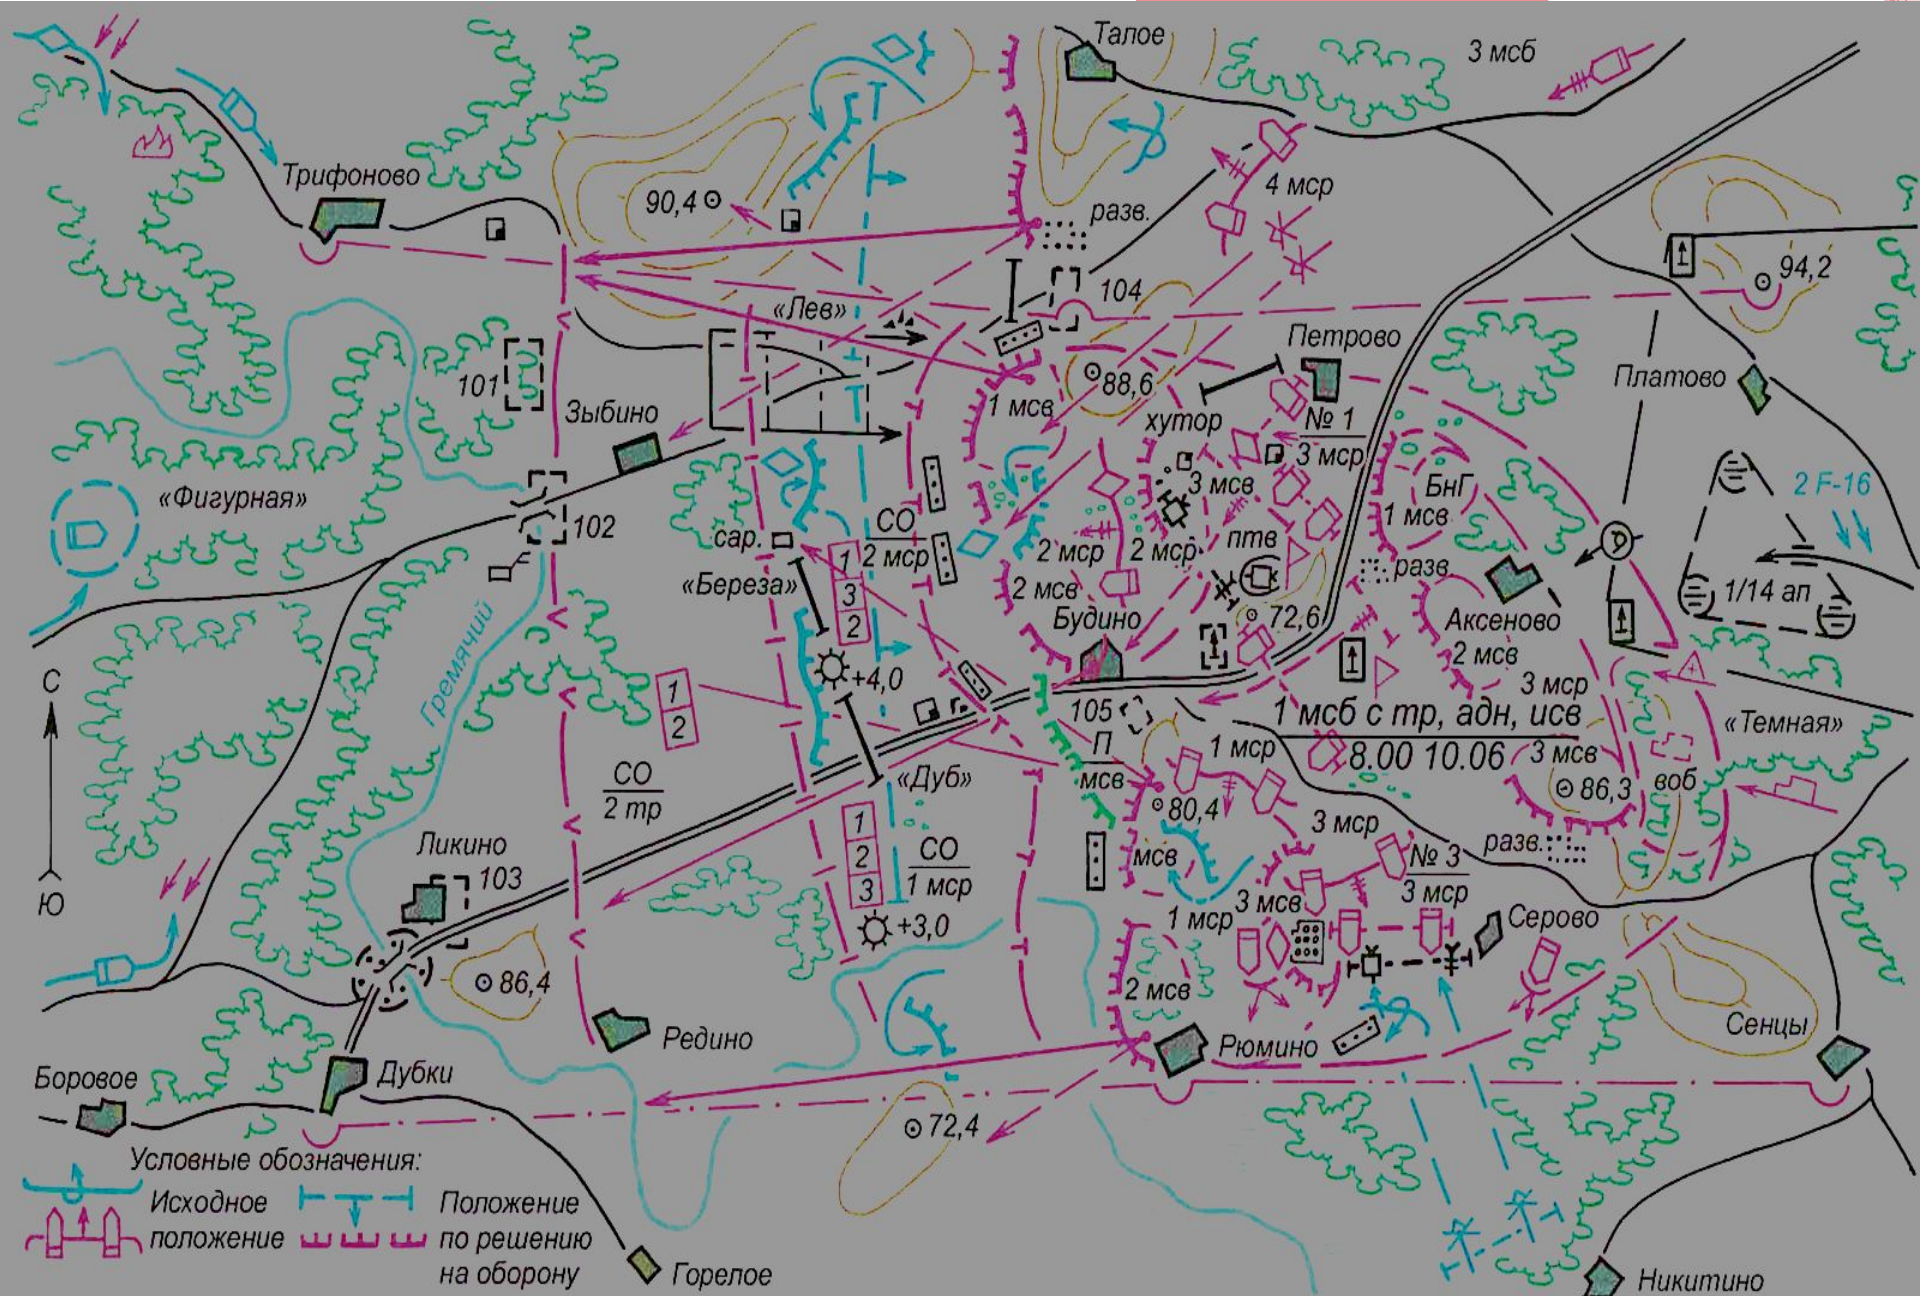 Талое
3 мсб
Трифоново
90,4
разв.
4 мср
94,2
«Лев»
104
Петрово
88,6
101
Зыбино
1 мсв
хутор
№ 1
3 мср
Платово
«Фигурная»
102
сар.
СО
2 мср
«Береза»
1
3
2
3 мсв
2 мср
2 мср
птв
2 мсв
БнГ
1 мсв
разв.
2 F-16
1/14 ап
Будино
72,6
Аксеново
2 мсв
3 мср
С
Ю
Гремячий
+4,0
1
2
105
1 мср
1 мсб с тр, адн, исв
8.00 10.06
«Темная»
П
мсв
3 мсв
86,3
воб
СО
2 тр
«Дуб»
80,4
3 мср
разв.
Ликино
103
1
2
3
СО
1 мср
мсв
№ 3
3 мср
+3,0
1 мср
3 мсв
Серово
86,4
2 мсв
Редино
Рюмино
Сенцы
Боровое
Дубки
72,4
Условные обозначения:
Исходное
положение
Положение
по решению
на оборону
Горелое
Никитино